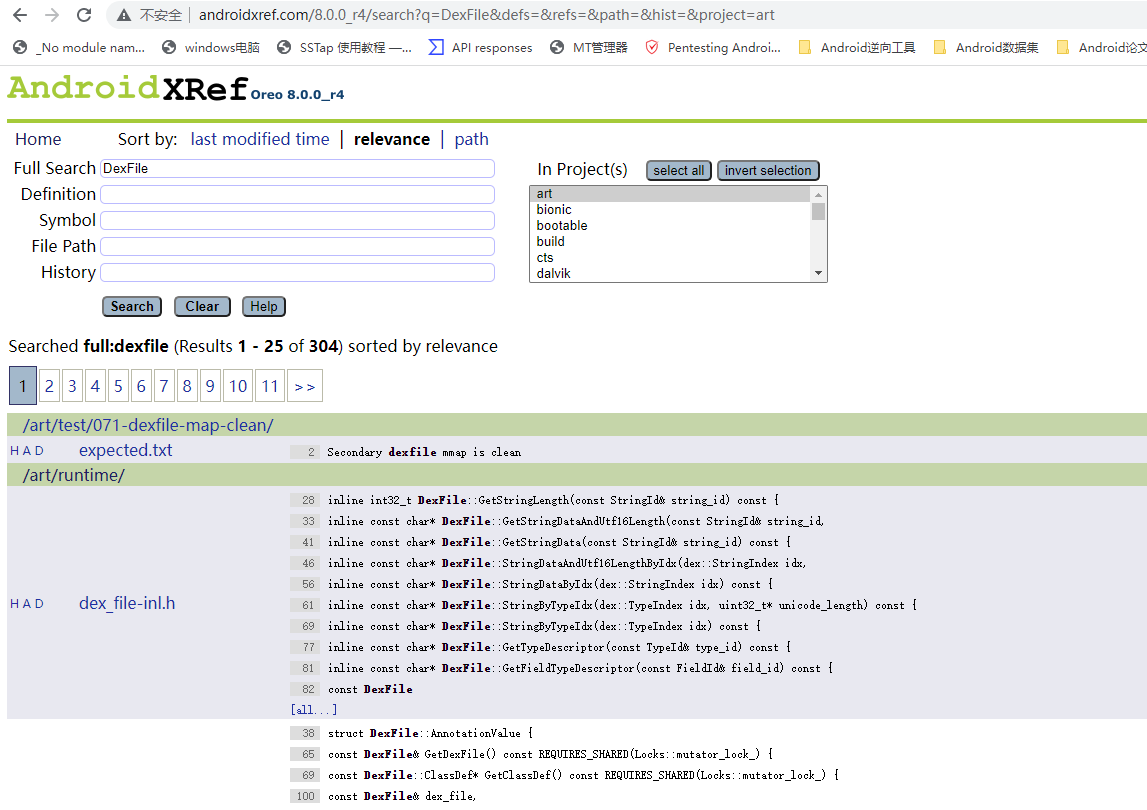 不安全 androidxref.com/8.0.0_r4/search?q=DexFile&defs=&refs=&path=&hist=&project=art
_No module nam... windows电脑 SSTap 使用教程 —... API responses MT管理器 Pentesting Androi... Android逆向工具 Android数据集 Android论文
AndroidXRef Oreo 8.0.0_r4
Home Sort by: last modified time | relevance | path
Full Search DexFile In Project(s) select all invert selection
Definition art
Symbol bionic
bootable
File Path build
History cts
dalvik
Search Clear Help
Searched full:dexfile (Results 1 - 25 of 304) sorted by relevance
1 2 3 4 5 6 7 8 9 10 11 >>
/art/test/071-dexfile-map-clean/
H A D expected.txt 2 Secondary dexfile mmap is clean
/art/runtime/
28 inline int32_t DexFile::GetStringLength(const StringId& string_id) const {
33 inline const char* DexFile::GetStringDataAndUtf16Length(const StringId& string_id,
41 inline const char* DexFile::GetStringData(const StringId& string_id) const {
46 inline const char* DexFile::StringDataAndUtf16LengthByIdx(dex::StringIndex idx,
56 inline const char* DexFile::StringDataByIdx(dex::StringIndex idx) const {
H A D dex_file-inl.h 61 inline const char* DexFile::StringByTypeIdx(dex::TypeIndex idx, uint32_t* unicode_length) const {
69 inline const char* DexFile::StringByTypeIdx(dex::TypeIndex idx) const {
77 inline const char* DexFile::GetTypeDescriptor(const TypeId& type_id) const {
81 inline const char* DexFile::GetFieldTypeDescriptor(const FieldId& field_id) const {
82 const DexFile
[all...]
38 struct DexFile::AnnotationValue {
65 const DexFile& GetDexFile() const REQUIRES_SHARED(Locks::mutator_lock_) {
69 const DexFile::ClassDef* GetClassDef() const REQUIRES_SHARED(Locks::mutator_lock_) {
100 const DexFile& dex_file,